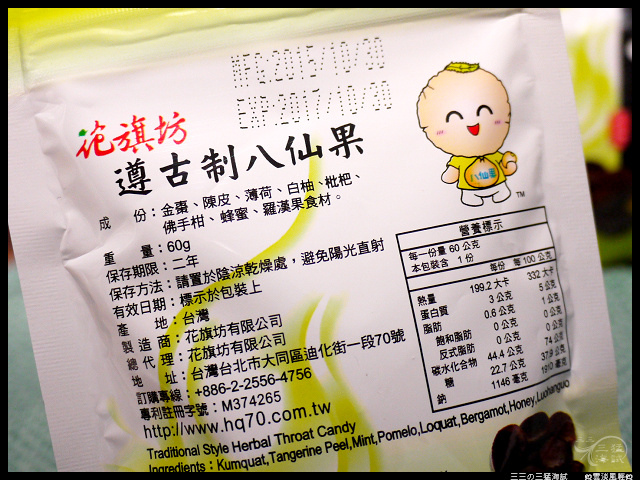 MFG:2015/10/30
EXP:2017/10/30
花旗坊
遵古制八仙果
八仙果
TM
成　份：金棗、陳皮、薄荷、白柚、枇杷、
佛手柑、蜂蜜、羅漢果食材。
重　量：60g
保存期限：二年
保存方法：請置於陰涼乾燥處，避免陽光直射
有效日期：標示於包裝上
產　地：台灣
製造商：花旗坊有限公司
總代理：花旗坊有限公司
地　址：台灣台北市大同區迪化街一段70號
訂購專線：+886-2-2556-4756
專利註冊字號：M374265
http://www.hq70.com.tw
Traditional Style Herbal Throat Candy
Ingredients：Kumquat,Tangerine Peel,Mint,Pomelo,Loquat,Bergamot,Honey,Luohanguo
營養標示
每一份量 60 公克
本包裝含 1 份
每份　每 100 公克
熱量 199.2 大卡 332 大卡
蛋白質 3 公克 5 公克
脂肪 0.6 公克 1 公克
飽和脂肪 0 公克 0 公克
反式脂肪 0 公克 0 公克
碳水化合物 44.4 公克 74 公克
糖 22.7 公克 37.9 公克
鈉 1146 毫克 1910 毫克
三三の三猛海賊